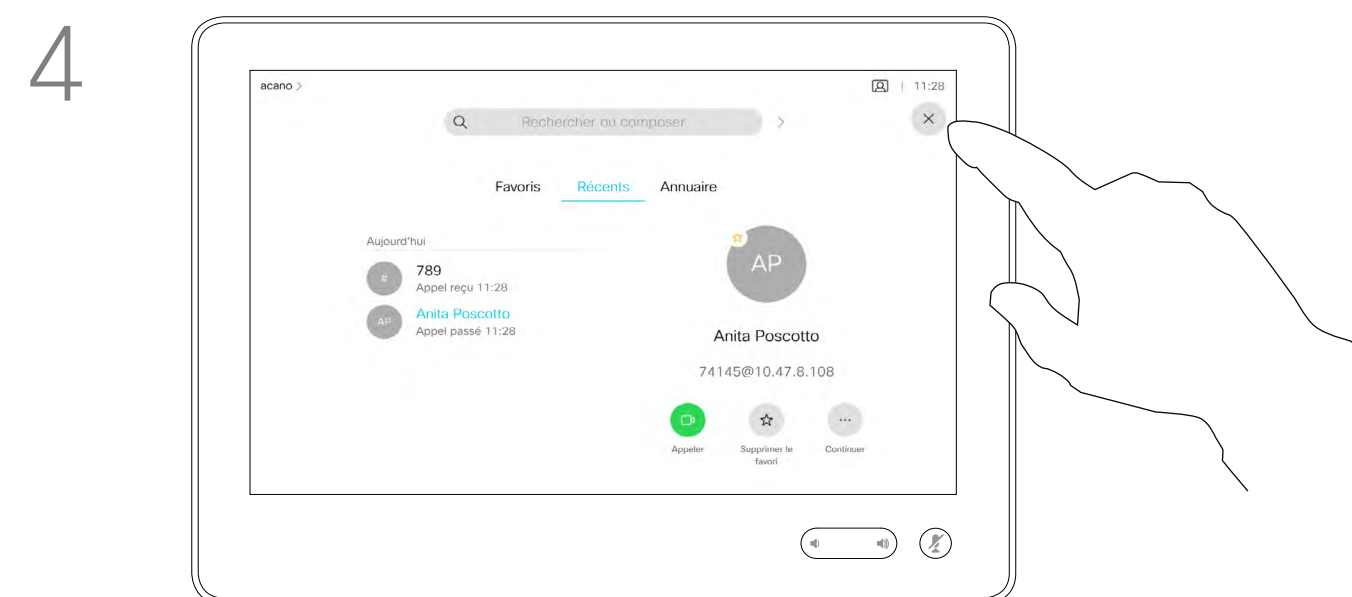 4
acano >
11:28
Rechercher ou composer
Favoris Récents Annuaire
Aujourd'hui
#
789
Appel reçu 11:28
AP
Anita Poscotto
Appel passé 11:28
AP
Anita Poscotto
74145@10.47.8.108
Appeler
Supprimer le
favori
Continuer